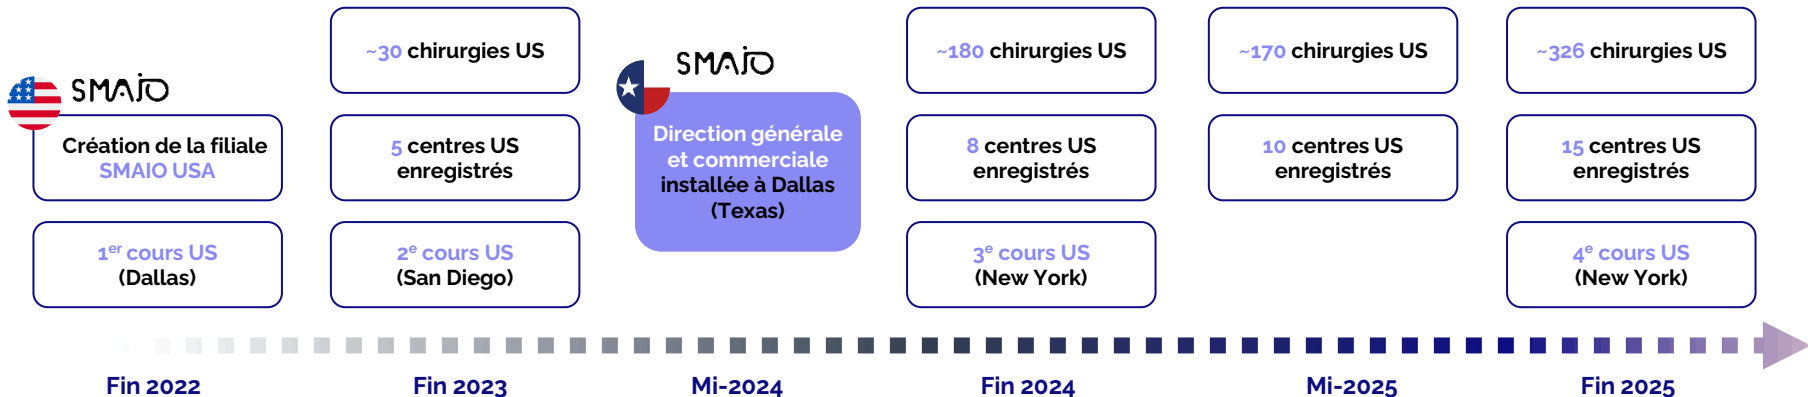 SMAIO
Création de la filiale
SMAIO USA
1er cours US
(Dallas)
~30 chirurgies US
5 centres US
enregistrés
2e cours US
(San Diego)
SMAIO
Direction générale
et commerciale
installée à Dallas
(Texas)
~180 chirurgies US
8 centres US
enregistrés
3e cours US
(New York)
~170 chirurgies US
10 centres US
enregistrés
~326 chirurgies US
15 centres US
enregistrés
4e cours US
(New York)
Fin 2022
Fin 2023
Mi-2024
Fin 2024
Mi-2025
Fin 2025